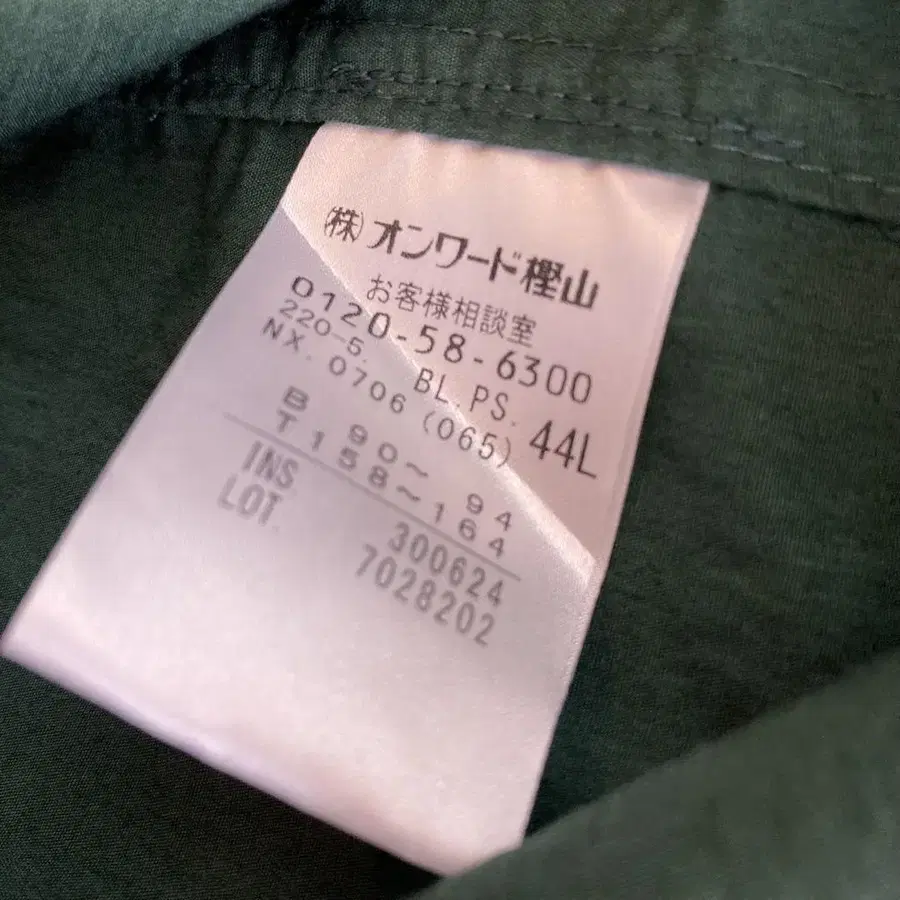 (株)オンワード樫山
お客様相談室
0120-58-6300
220-5. BL.PS.
NX. 0706 (065) 44L
B 90~ 94
T 158~164
INS. 300624
LOT. 7028202